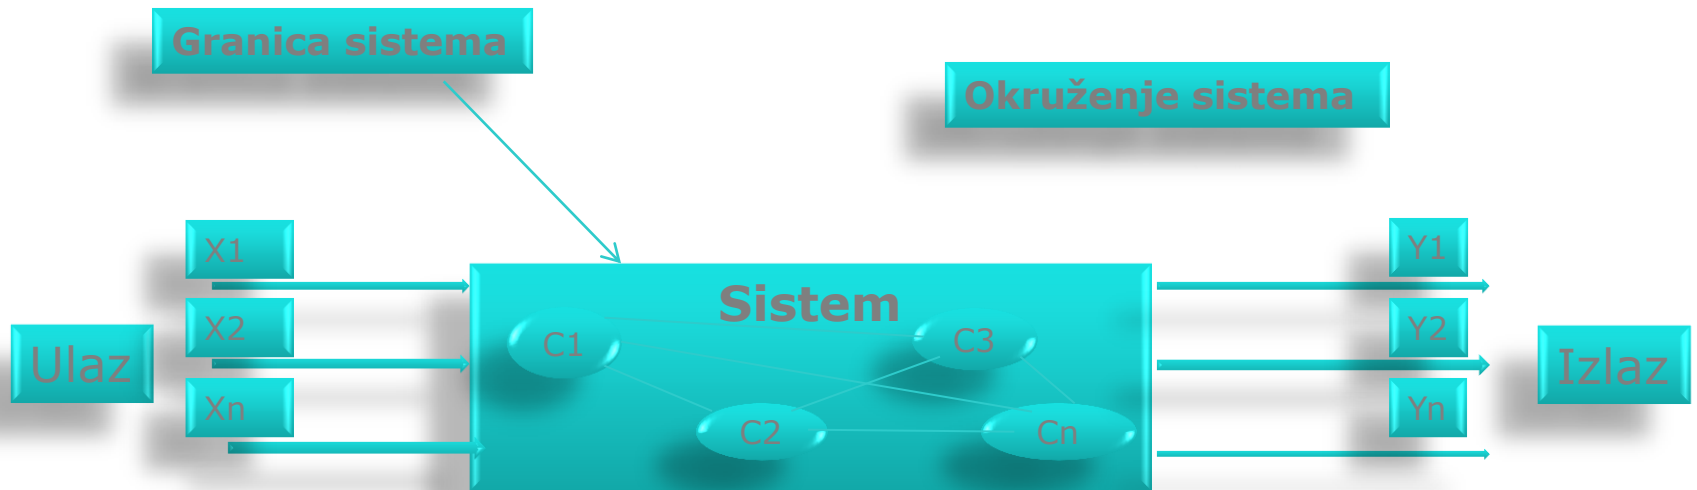 Granica sistema
Okruženje sistema
X1
X2
Xn
Ulaz
Sistem
C1
C3
C2
Cn
Y1
Y2
Yn
Izlaz